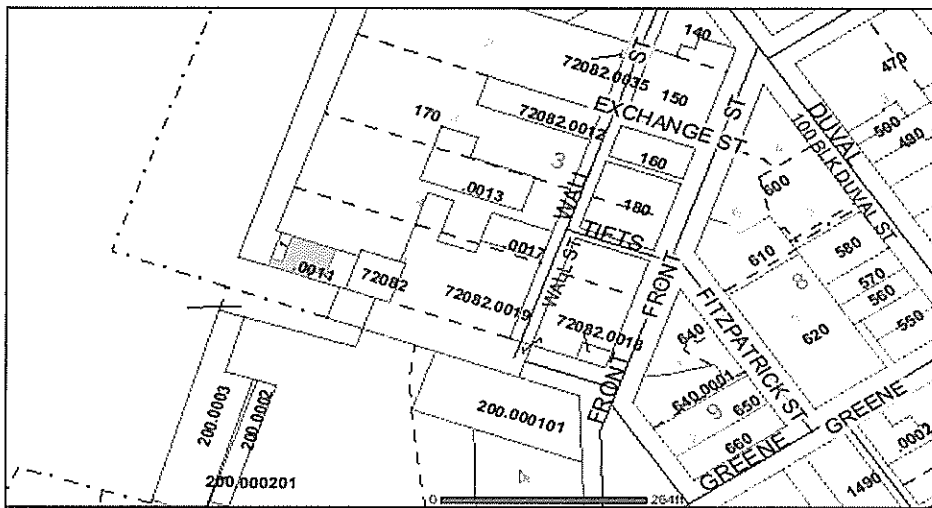 140
ST
72082.0035
470
150
170
72082.0012
EXCHANGE ST
ST
DUVAL
100 BLK DUVAL ST
500
490
3
160
WALL
.0013
180
600
TIFTS
.0017
610
580
.0011
72082
WALL ST
FRONT
8
570
560
550
72082.0019
72082.0018
FITZPATRICK ST
640
620
FRONT
640.0001
650
9
660
GREENE
GREENE
200.0003
200.0002
200.000101
200.000201
.0002
1490
0
264ft